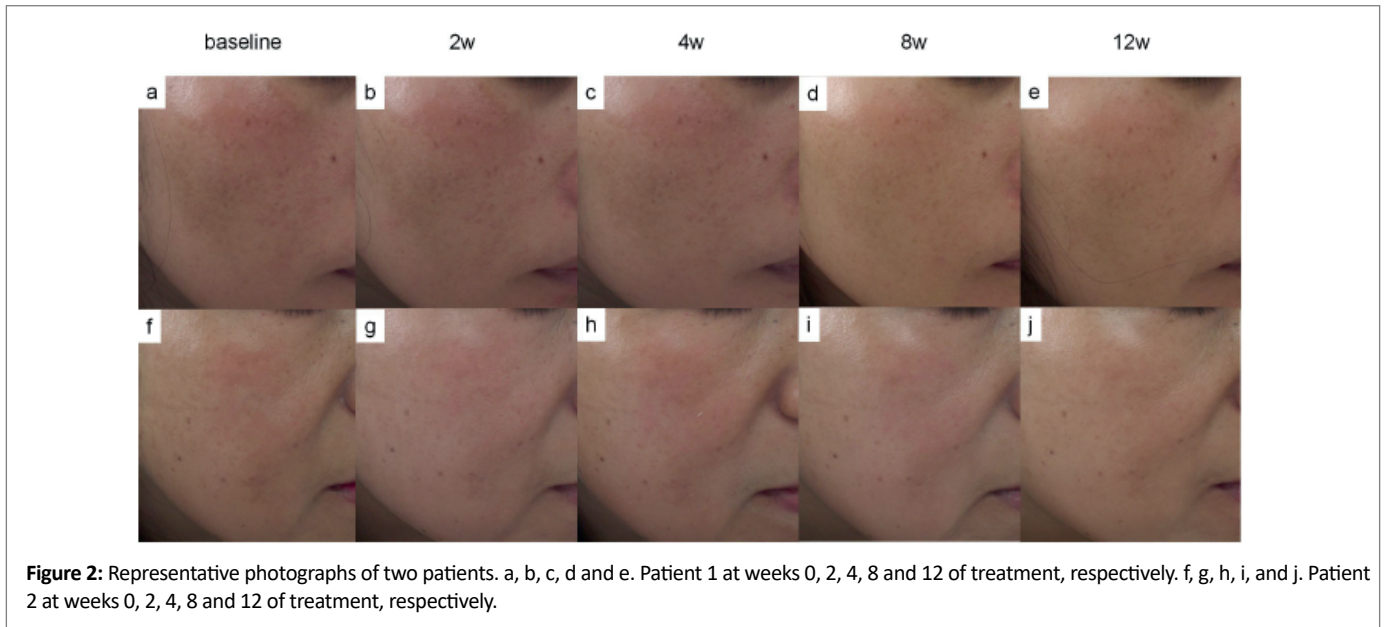 baseline 2w 4w 8w 12w
a b c d e
f g h i j
Figure 2: Representative photographs of two patients. a, b, c, d and e. Patient 1 at weeks 0, 2, 4, 8 and 12 of treatment, respectively. f, g, h, i, and j. Patient
2 at weeks 0, 2, 4, 8 and 12 of treatment, respectively.